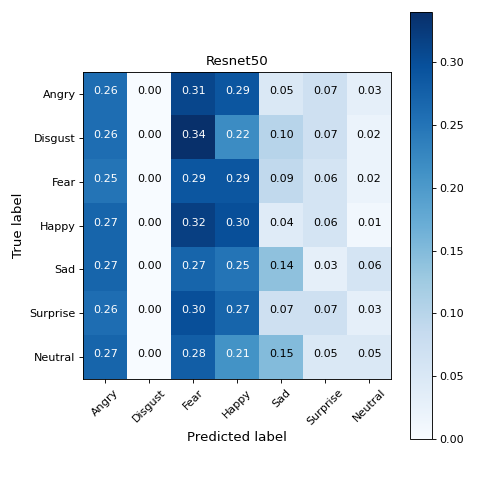 Resnet50
Angry 0.26 0.00 0.31 0.29 0.05 0.07 0.03
Disgust 0.26 0.00 0.34 0.22 0.10 0.07 0.02
Fear 0.25 0.00 0.29 0.29 0.09 0.06 0.02
Happy 0.27 0.00 0.32 0.30 0.04 0.06 0.01
Sad 0.27 0.00 0.27 0.25 0.14 0.03 0.06
Surprise 0.26 0.00 0.30 0.27 0.07 0.07 0.03
Neutral 0.27 0.00 0.28 0.21 0.15 0.05 0.05
True label
Angry Disgust Fear Happy Sad Surprise Neutral
Predicted label
0.30
0.25
0.20
0.15
0.10
0.05
0.00